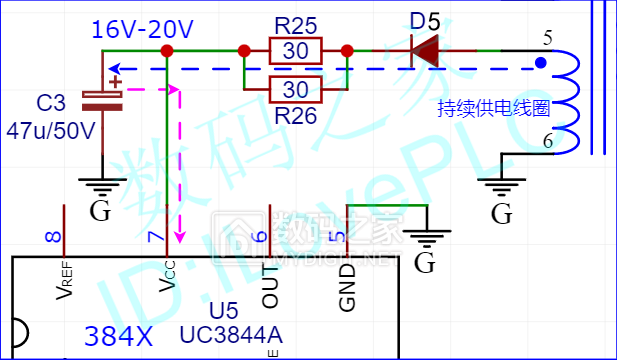 16V-20V
R25
30
D5
5
C3
+
47u/50V
30
R26
持续供电线圈
6
G
G
G
8
7
6
5
VREF
VCC
OUT
GND
U5
384X
UC3844A
E
数码之家
数码之家
MYDIGIT.NET
ID:ILovePLC